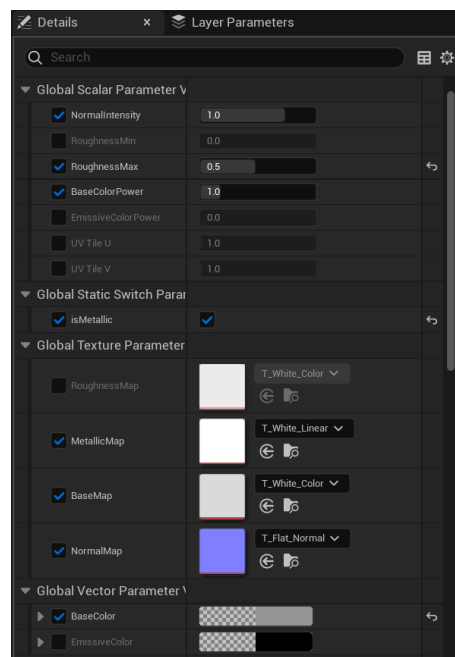 Details
Layer Parameters
Search
Global Scalar Parameter V
NormalIntensity 1.0
RoughnessMin 0.0
RoughnessMax 0.5
BaseColorPower 1.0
EmissiveColorPower 0.0
UV Tile U 1.0
UV Tile V 1.0
Global Static Switch Parar
isMetallic
Global Texture Parameter
RoughnessMap T_White_Color
MetallicMap T_White_Linear
BaseMap T_White_Color
NormalMap T_Flat_Normal
Global Vector Parameter V
BaseColor
EmissiveColor